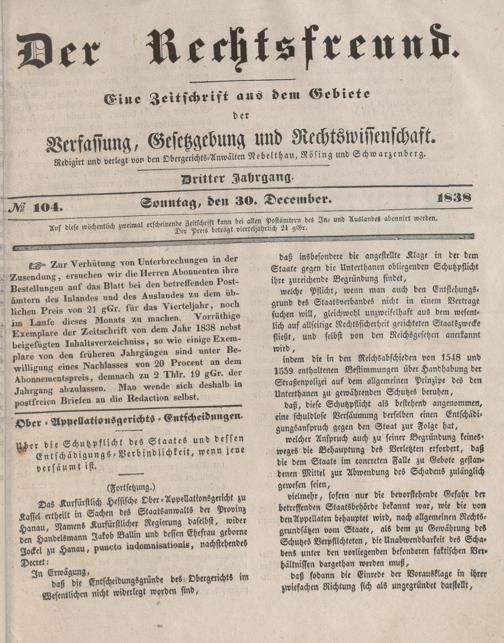 Der Rechtsfreund.
Eine Zeitschrift aus dem Gebiete
der
Verfassung, Gesetzgebung und Rechtswissenschaft.
Redigirt und verlegt von den Obergerichts-Anwälten Nebelthau, Rösing und Schwarzenberg.
Dritter Jahrgang.
№ 104. Sonntag, den 30. December. 1838
Auf diese wöchentlich zweimal erscheinende Zeitschrift kann bei allen Postämtern des In- und Auslandes abonnirt werden.
Der Preis beträgt vierteljährlich 21 gGr.
☞ Zur Verhütung von Unterbrechungen in der
Zusendung, ersuchen wir die Herren Abonnenten ihre
Bestellungen auf das Blatt bei den betreffenden Post-
ämtern des Inlandes und des Auslandes zu dem üb-
lichen Preis von 21 gGr. für das Vierteljahr, noch
im Laufe dieses Monats zu machen. Vorräthige
Exemplare der Zeitschrift von dem Jahr 1838 nebst
beigefügten Inhaltsverzeichniss, so wie einige Exem-
plare von den früheren Jahrgängen sind unter Be-
willigung eines Nachlasses von 20 Procent an dem
Abonnementspreis, demnach zu 2 Thlr. 19 gGr. der
Jahrgang abzulassen. Man wende sich deshalb in
postfreien Briefen an die Redaction selbst.
Ober-Appellationsgerichts-Entscheidungen.
Über die Schutzpflicht des Staates und dessen
Entschädigungs-Verbindlichkeit, wenn jene
versäumt ist.
(Fortsetzung.)
Das Kurfürstlich Hessische Ober-Appellationsgericht zu
Kassel ertheilt in Sachen des Staatsanwalts der Provinz
Hanau, Namens Kurfürstlicher Regierung daselbst, wider
den Handelsmann Jakob Ballin und dessen Ehefrau geborne
Jockel zu Hanau, puncto indemnisationis, nachstehendes
Decret:
In Erwägung,
daß die Entscheidungsgründe des Obergerichts im
Wesentlichen nicht widerlegt worden sind,
daß insbesondere die angestellte Klage in der dem
Staate gegen die Unterthanen obliegenden Schutzpflicht
ihre zureichende Begründung findet,
welche Pflicht, wenn man auch den Entstehungs-
grund des Staatsverbandes nicht in einem Vertrage
suchen will, gleichwohl unzweifelhaft aus dem wesent-
lich auf allseitige Rechtssicherheit gerichteten Staatszwecke
fließt, und selbst von den Reichsgesetzen anerkannt
wird,
indem die in den Reichsabschieden von 1548 und
1559 enthaltenen Bestimmungen über Handhabung der
Straßenpolizei auf dem allgemeinen Prinzipe des den
Unterthanen zu gewährenden Schutzes beruhen,
daß, diese Schutzpflicht als bestehend angenommen,
eine schuldlose Versäumung derselben einen Entschädi-
gungsanspruch gegen den Staat zur Folge hat,
welcher Anspruch auch zu seiner Begründung keines-
weges die Behauptung des Verletzten erfordert, daß
die dem Staate im concreten Falle zu Gebote gestan-
denen Mittel zur Abwendung des Schadens zulänglich
gewesen seien,
vielmehr, sofern nur die bevorstehende Gefahr der
betreffenden Staatsbehörde bekannt war, wie die von
den Appellaten behauptet wird, nach allgemeinen Rechts-
grundsätzen vom Staate, als dem zu Gewährung des
Schutzes Verpflichteten, die Unabwendbarkeit des Scha-
dens unter den vorliegenden besonderen faktischen Ver-
hältnissen dargethan werden muß,
daß sodann die Einrede der Vorausklage in ihrer
zwiefachen Richtung sich als ungegründet darstellt,